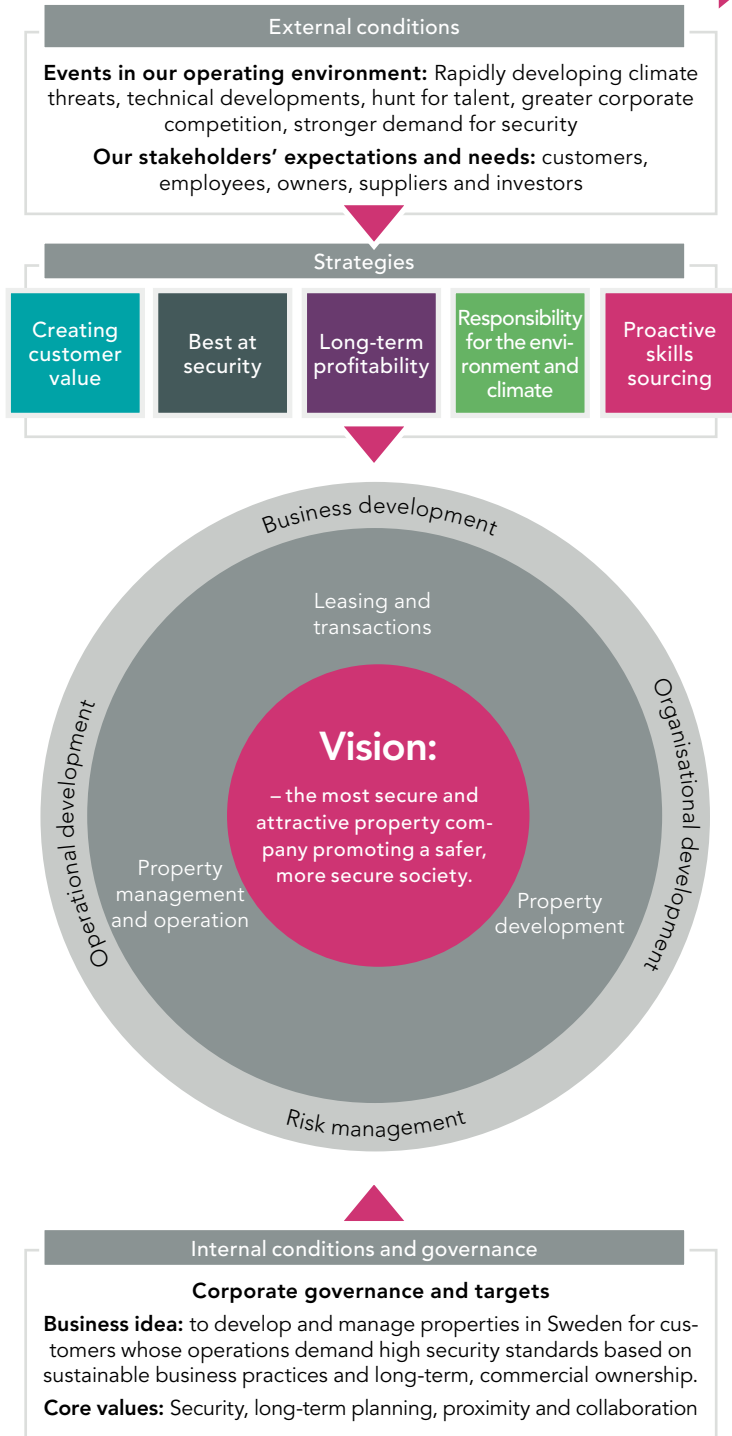 External conditions
Events in our operating environment: Rapidly developing climate
threats, technical developments, hunt for talent, greater corporate
competition, stronger demand for security
Our stakeholders’ expectations and needs: customers,
employees, owners, suppliers and investors
Strategies
Creating
customer
value
Best at
security
Long-term
profitability
Responsibility
for the envi-
ronment and
climate
Proactive
skills
sourcing
Business development
Leasing and
transactions
Organisational development
Operational development
Vision:
– the most secure and
attractive property com-
pany promoting a safer,
more secure society.
Property
management
and operation
Property
development
Risk management
Internal conditions and governance
Corporate governance and targets
Business idea: to develop and manage properties in Sweden for cus-
tomers whose operations demand high security standards based on
sustainable business practices and long-term, commercial ownership.
Core values: Security, long-term planning, proximity and collaboration